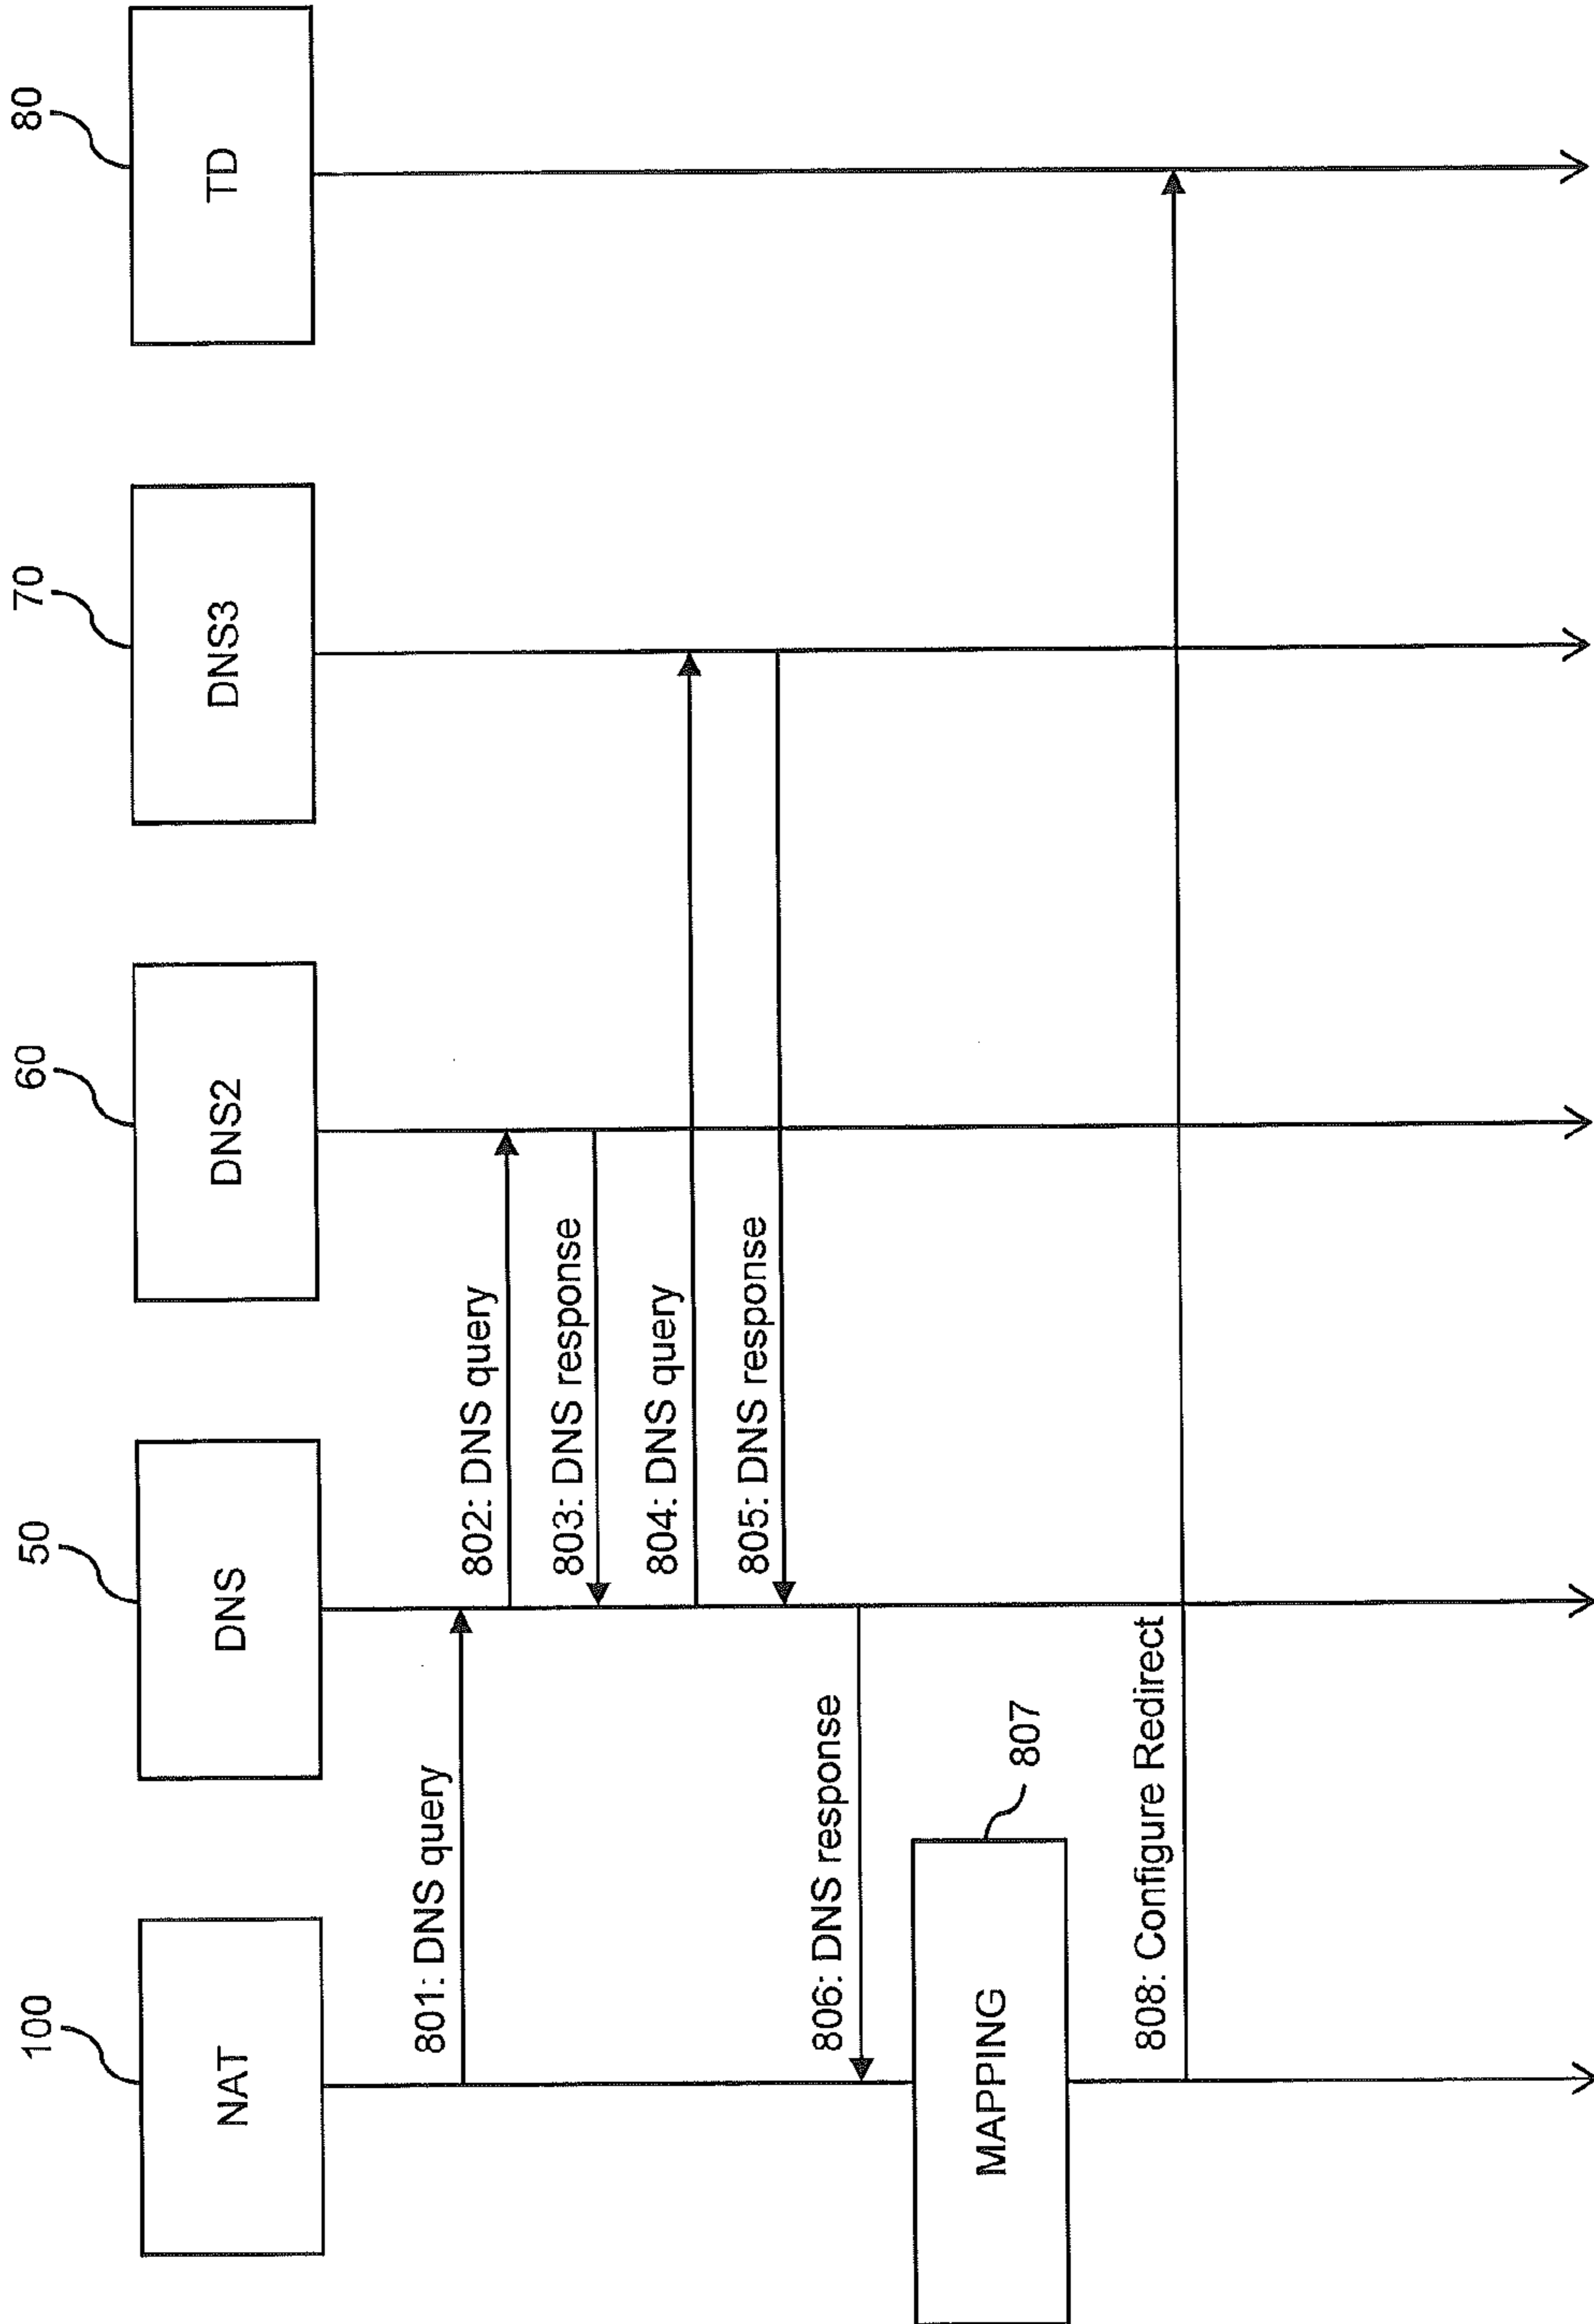 100
50
60
70
80
NAT
DNS
DNS2
DNS3
TD
801: DNS query
802: DNS query
803: DNS response
804: DNS query
805: DNS response
806: DNS response
MAPPING
807
808: Configure Redirect